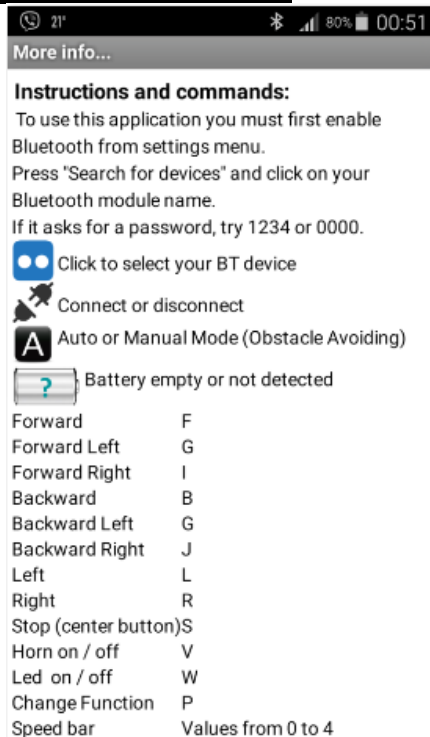 21° 80% 00:51
More info...
Instructions and commands:
To use this application you must first enable
Bluetooth from settings menu.
Press "Search for devices" and click on your
Bluetooth module name.
If it asks for a password, try 1234 or 0000.
Click to select your BT device
Connect or disconnect
A Auto or Manual Mode (Obstacle Avoiding)
? Battery empty or not detected
Forward F
Forward Left G
Forward Right I
Backward B
Backward Left G
Backward Right J
Left L
Right R
Stop (center button)S
Horn on / off V
Led on / off W
Change Function P
Speed bar Values from 0 to 4